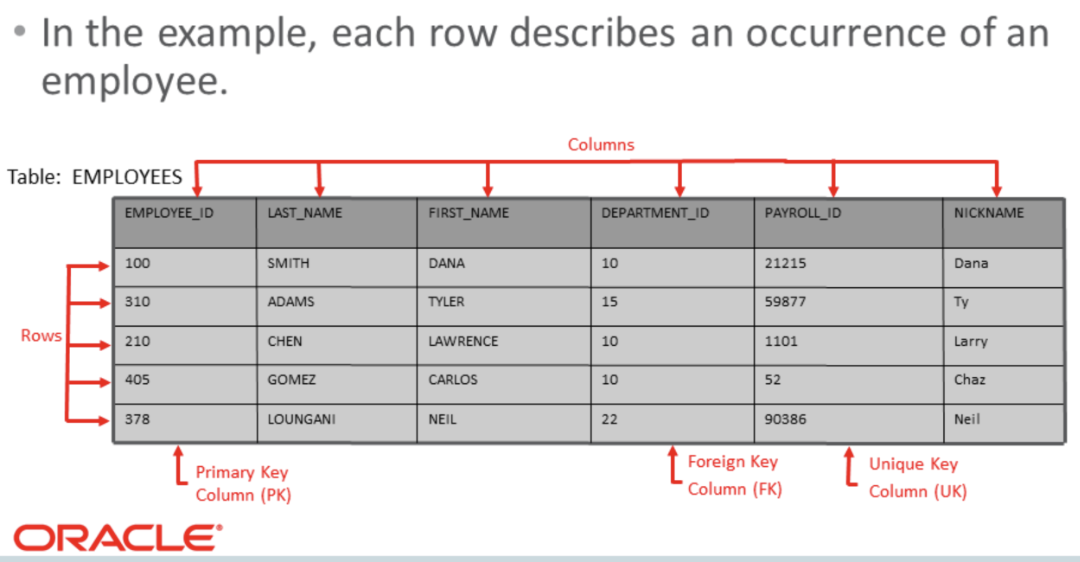 • In the example, each row describes an occurrence of an
employee.
Columns
Table: EMPLOYEES
EMPLOYEE_ID LAST_NAME FIRST_NAME DEPARTMENT_ID PAYROLL_ID NICKNAME
100 SMITH DANA 10 21215 Dana
310 ADAMS TYLER 15 59877 Ty
Rows
210 CHEN LAWRENCE 10 1101 Larry
405 GOMEZ CARLOS 10 52 Chaz
378 LOUNGANI NEIL 22 90386 Neil
Primary Key
Column (PK)
Foreign Key
Column (FK)
Unique Key
Column (UK)
ORACLE®